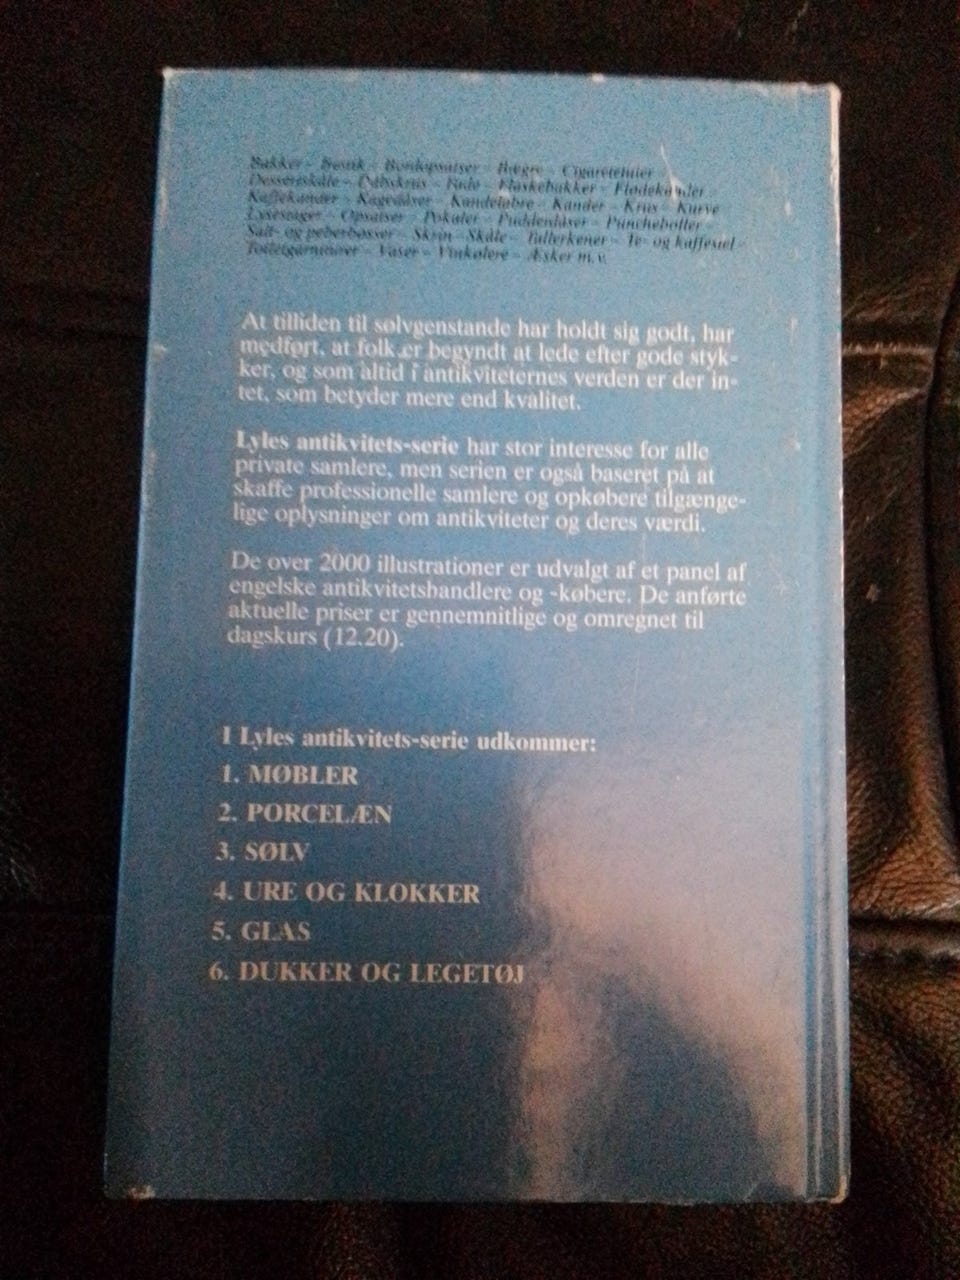 Bakker – Bestik – Bordopsatser – Bægre – Cigaretetuier –
Dessertskåle – Dåbskrus – Fade – Flaskebakker – Flødekander –
Kaffekander – Kagedåser – Kandelabre – Kander – Krus – Kurve –
Lysestager – Opsatser – Pokaler – Pudderdåser – Puncheboller –
Salt- og peberbøsser – Skrin – Skåle – Tallerkener – Te- og kaffestel –
Toiletgarniturer – Vaser – Vinkølere – Æsker m.v.
At tilliden til sølvgenstande har holdt sig godt, har
medført, at folk er begyndt at lede efter gode styk-
ker, og som altid i antikviteternes verden er der in-
tet, som betyder mere end kvalitet.
Lyles antikvitets-serie har stor interesse for alle
private samlere, men serien er også baseret på at
skaffe professionelle samlere og opkøbere tilgænge-
lige oplysninger om antikviteter og deres værdi.
De over 2000 illustrationer er udvalgt af et panel af
engelske antikvitetshandlere og -købere. De anførte
aktuelle priser er gennemnitlige og omregnet til
dagskurs (12.20).
I Lyles antikvitets-serie udkommer:
1. MØBLER
2. PORCELÆN
3. SØLV
4. URE OG KLOKKER
5. GLAS
6. DUKKER OG LEGETØJ